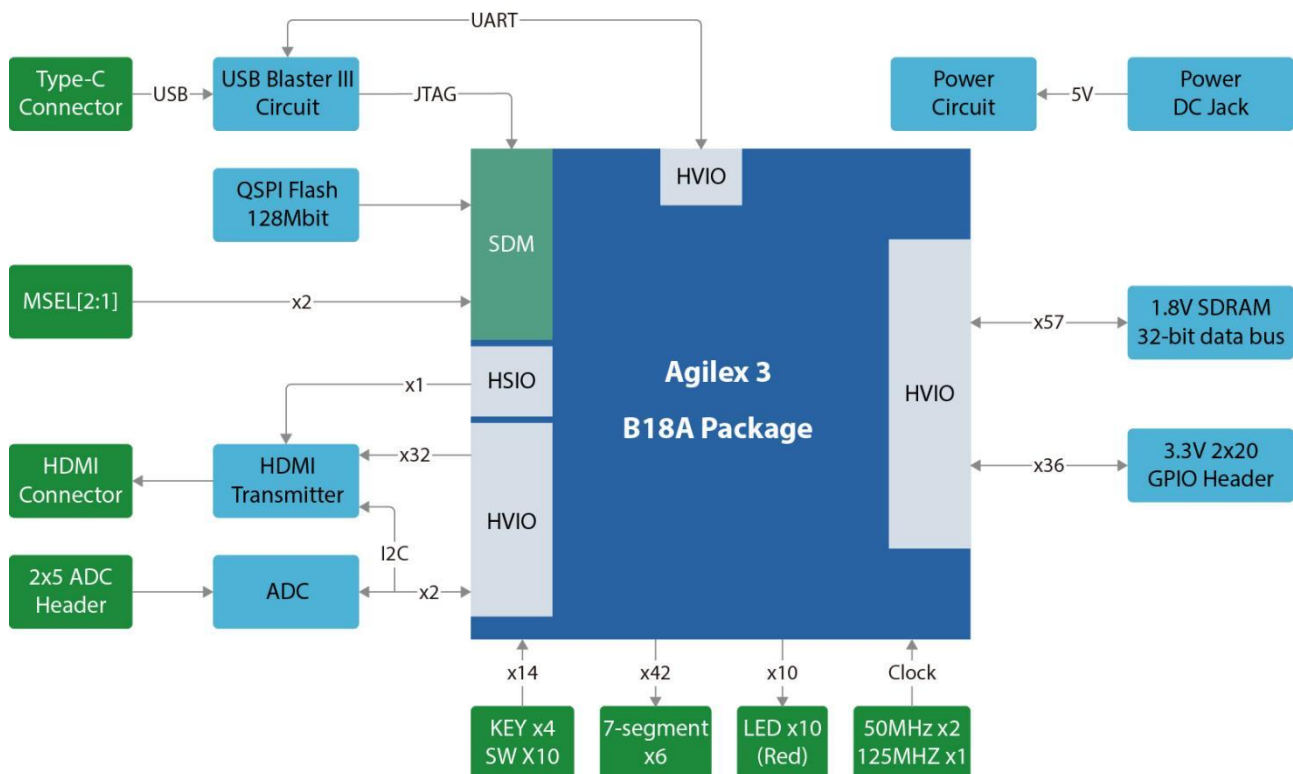 UART
Type-C
Connector
USB
USB Blaster III
Circuit
JTAG
Power
Circuit
5V
Power
DC Jack
QSPI Flash
128Mbit
HVIO
SDM
MSEL[2:1]
x2
x57
1.8V SDRAM
32-bit data bus
HSIO
x1
Agilex 3
B18A Package
HVIO
HDMI
Connector
HDMI
Transmitter
x32
HVIO
x36
3.3V 2x20
GPIO Header
I2C
2x5 ADC
Header
ADC
x2
x14
x42
x10
Clock
KEY x4
SW X10
7-segment
x6
LED x10
(Red)
50MHz x2
125MHZ x1